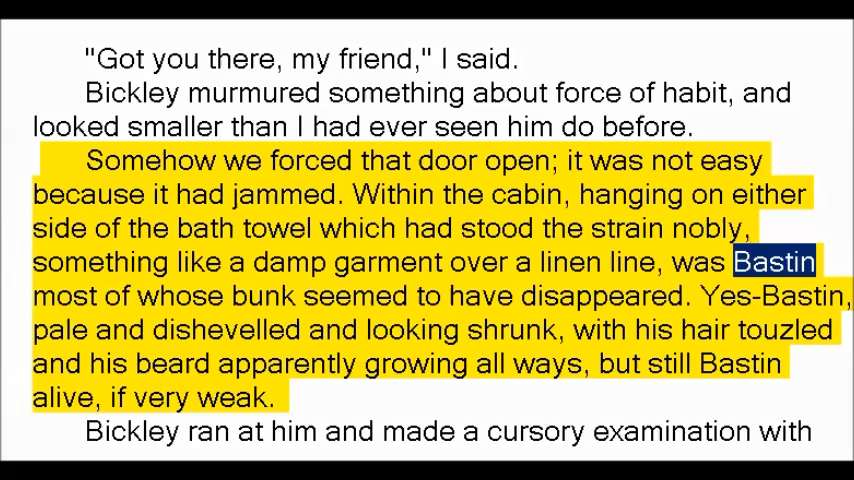 "Got you there, my friend," I said.
Bickley murmured something about force of habit, and
looked smaller than I had ever seen him do before.
Somehow we forced that door open; it was not easy
because it had jammed. Within the cabin, hanging on either
side of the bath towel which had stood the strain nobly,
something like a damp garment over a linen line, was Bastin
most of whose bunk seemed to have disappeared. Yes-Bastin,
pale and dishevelled and looking shrunk, with his hair touzled
and his beard apparently growing all ways, but still Bastin
alive, if very weak.
Bickley ran at him and made a cursory examination with